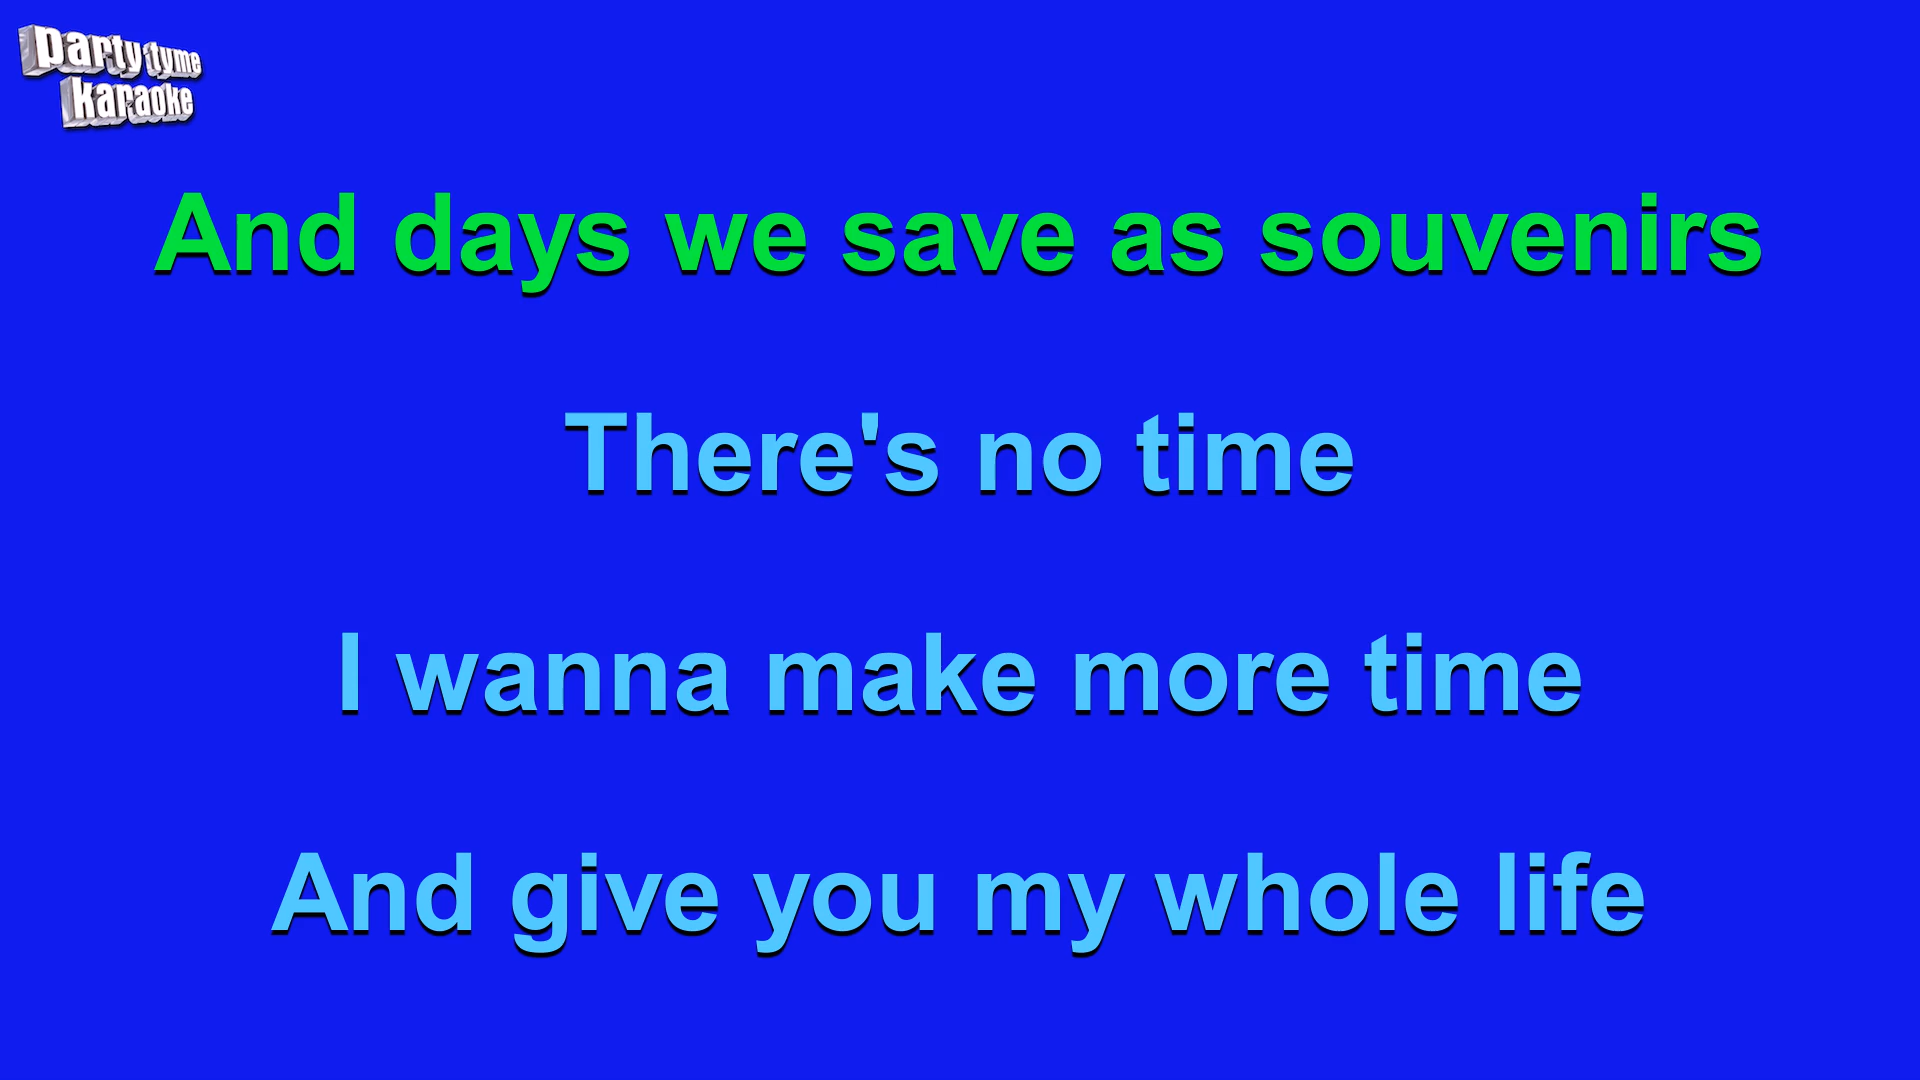 party tyme
karaoke
And days we save as souvenirs
There's no time
I wanna make more time
And give you my whole life